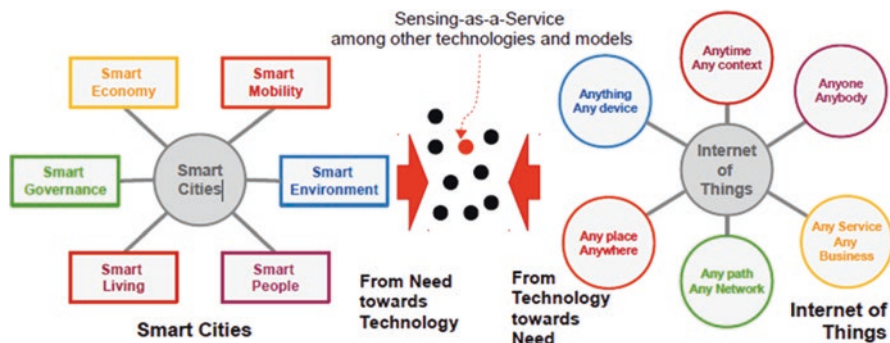 Sensing-as-a-Service
among other technologies and models
Smart
Economy
Smart
Mobility
Smart
Governance
Smart
Cities
Smart
Environment
Smart
Living
Smart
People
Smart Cities
From Need
towards
Technology
From
Technology
towards
Need
Anytime
Any context
Anything
Any device
Anyone
Anybody
Internet
of
Things
Any place
Anywhere
Any path
Any Network
Any Service
Any
Business
Internet of
Things